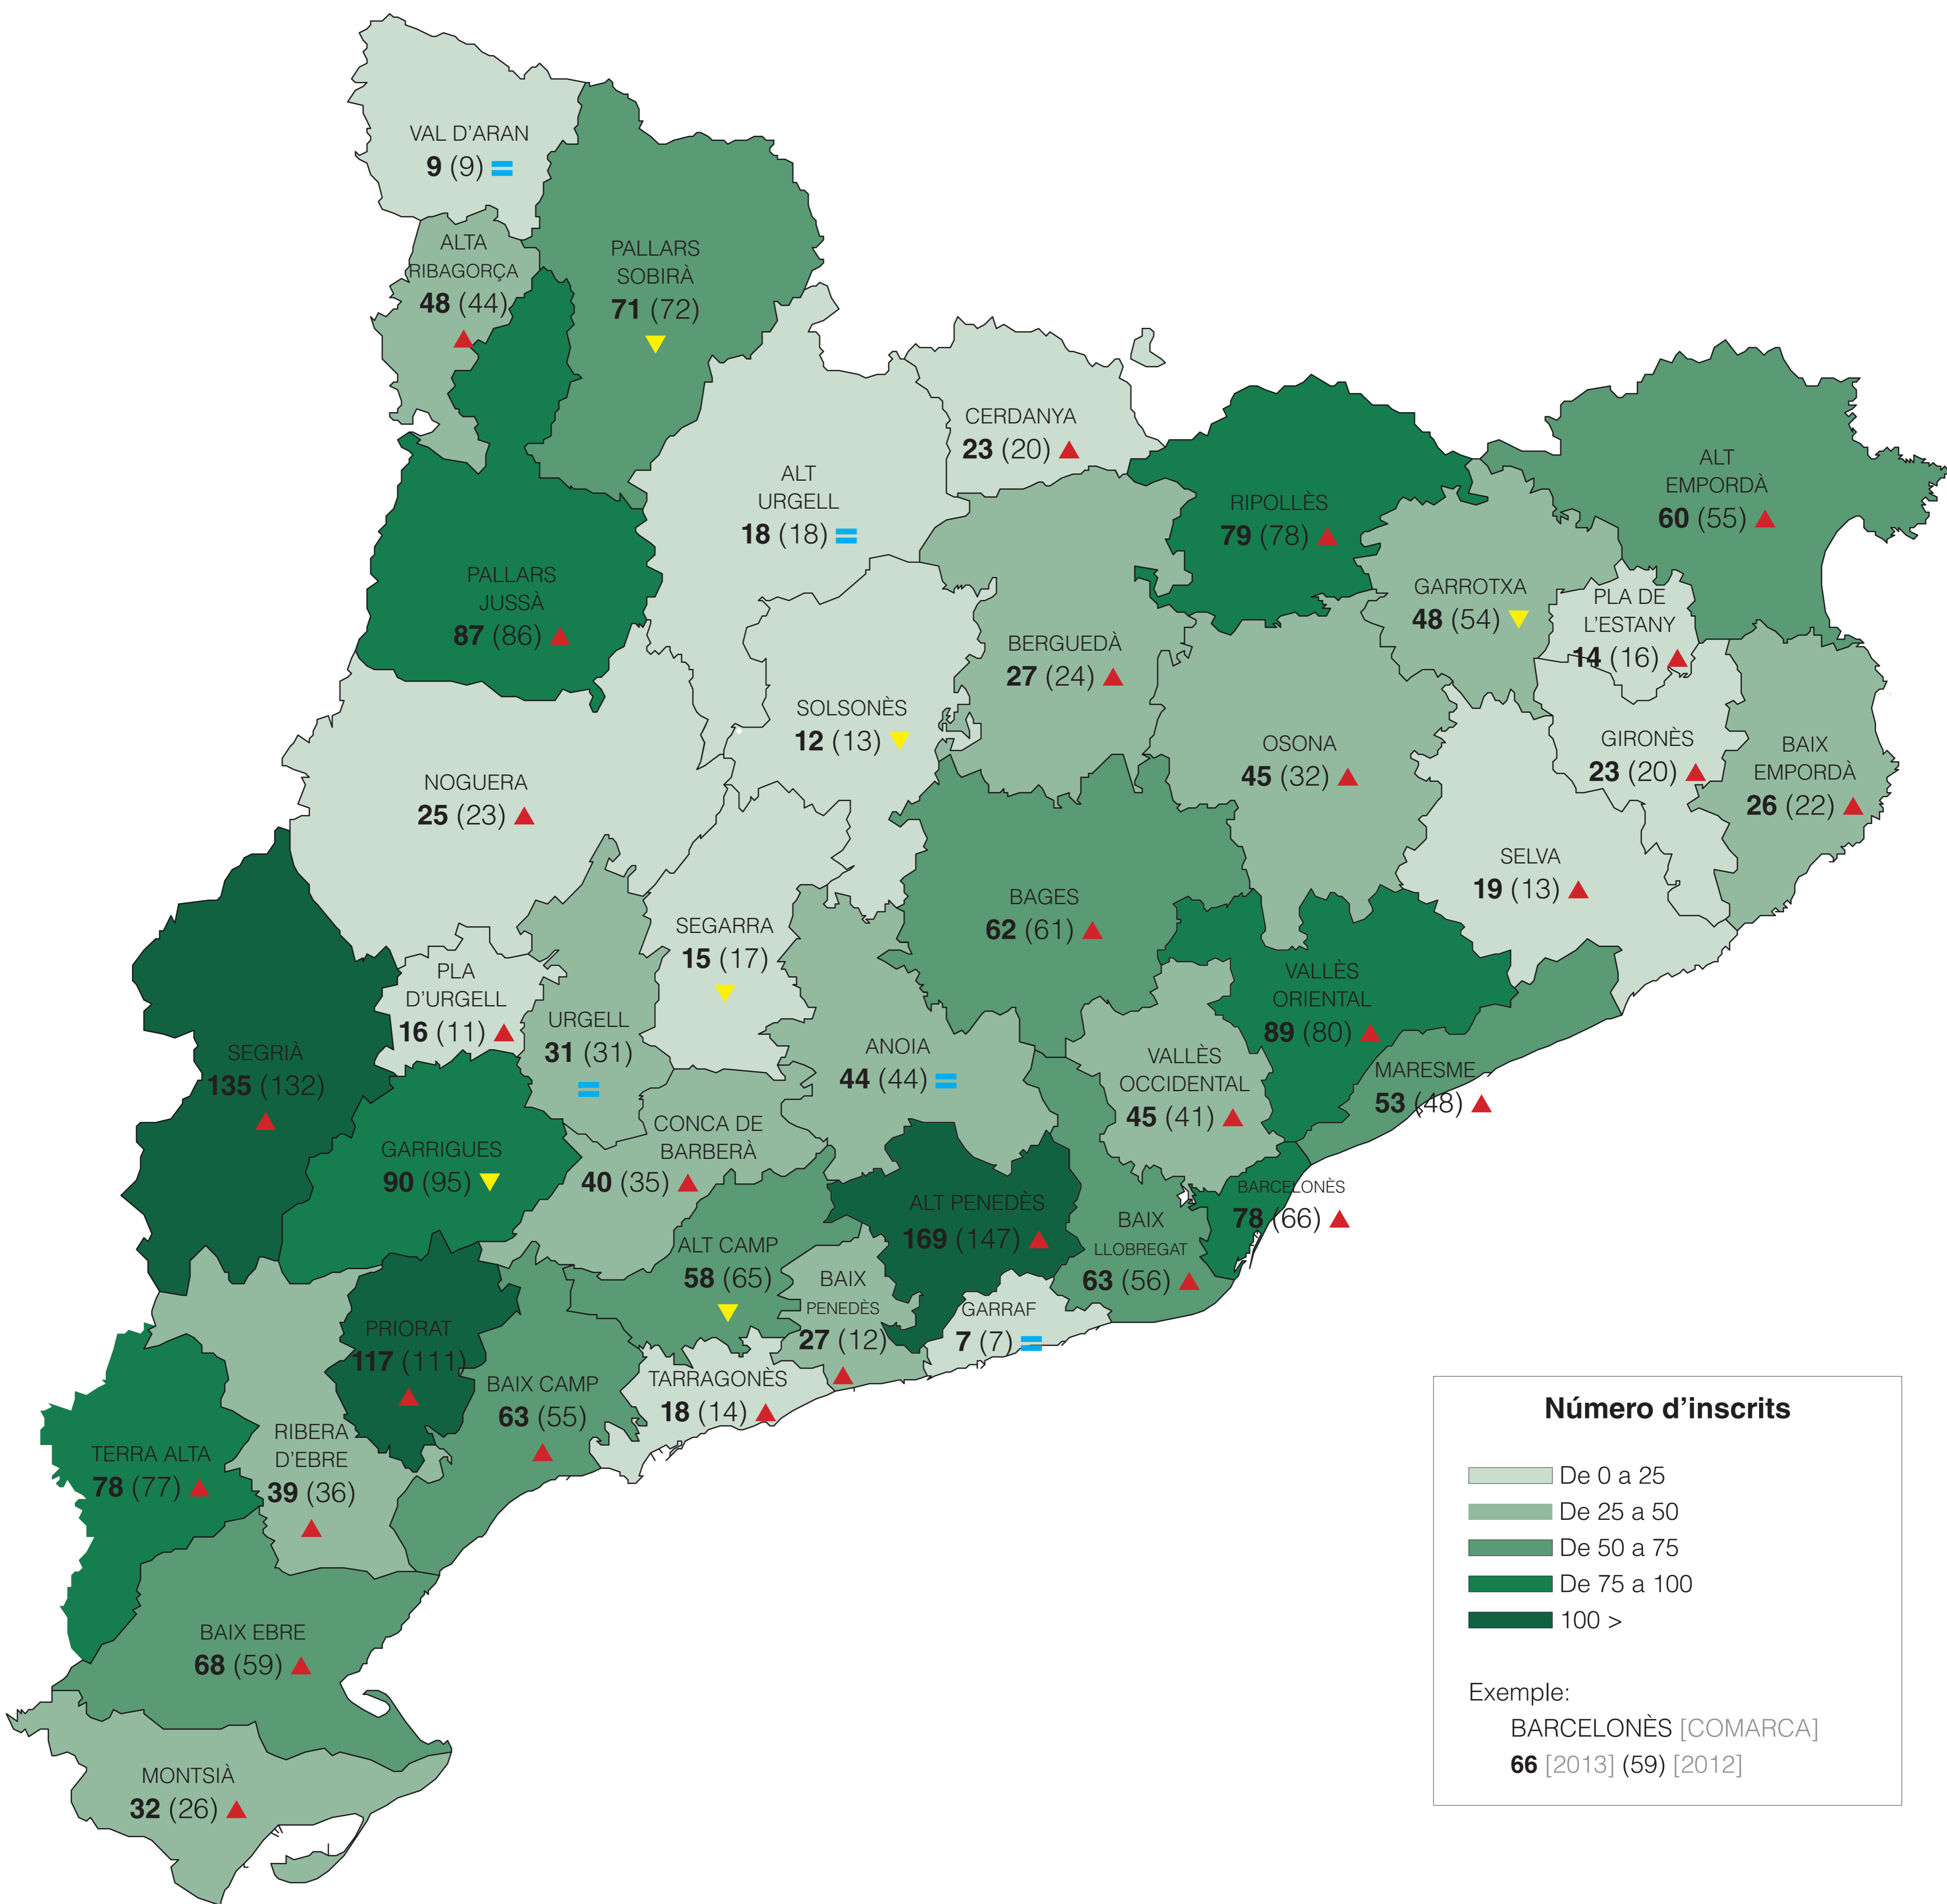 VAL D'ARAN
9 (9)
ALTA
RIBAGORÇA
48 (44)
PALLARS
SOBIRÀ
71 (72)
CERDANYA
23 (20)
ALT
URGELL
18 (18)
RIPOLLÈS
79 (78)
ALT
EMPORDÀ
60 (55)
PALLARS
JUSSÀ
87 (86)
GARROTXA
48 (54)
PLA DE
L'ESTANY
14 (16)
BERGUEDÀ
27 (24)
SOLSONÈS
12 (13)
OSONA
45 (32)
GIRONÈS
23 (20)
BAIX
EMPORDÀ
26 (22)
NOGUERA
25 (23)
SELVA
19 (13)
BAGES
62 (61)
SEGARRA
15 (17)
PLA
D'URGELL
16 (11)
URGELL
31 (31)
VALLÈS
ORIENTAL
89 (80)
SEGRIÀ
135 (132)
ANOIA
44 (44)
VALLÈS
OCCIDENTAL
45 (41)
MARESME
53 (48)
GARRIGUES
90 (95)
CONCA DE
BARBERÀ
40 (35)
ALT PENEDÈS
169 (147)
BARCELONÈS
78 (66)
BAIX
LLOBREGAT
63 (56)
ALT CAMP
58 (65)
BAIX
PENEDÈS
27 (12)
GARRAF
7 (7)
PRIORAT
117 (111)
BAIX CAMP
63 (55)
TARRAGONÈS
18 (14)
TERRA ALTA
78 (77)
RIBERA
D'EBRE
39 (36)
BAIX EBRE
68 (59)
MONTSIÀ
32 (26)
Número d'inscrits
De 0 a 25
De 25 a 50
De 50 a 75
De 75 a 100
100 >
Exemple:
BARCELONÈS [COMARCA]
66 [2013] (59) [2012]